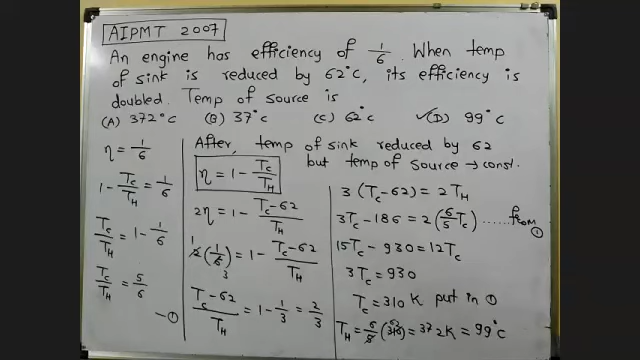 AIPMT 2007
An engine has efficiency of 1/6. When temp
of sink is reduced by 62°C, its efficiency is
doubled. Temp of source is
(A) 372°C (B) 37°C (C) 62°C ✓(D) 99°C
η = 1/6
1 - Tc/TH = 1/6
Tc/TH = 1 - 1/6
Tc/TH = 5/6 —①
After, temp of sink reduced by 62
but temp of source → const.
η = 1 - Tc/TH
2η = 1 - (Tc-62)/TH
2(1/6) = 1 - (Tc-62)/TH
1 3
(Tc-62)/TH = 1 - 1/3 = 2/3
3(Tc-62) = 2TH
3Tc - 186 = 2(6/5 Tc) ......from ①
15Tc - 930 = 12Tc
3Tc = 930
Tc = 310 K put in ①
TH = 6/5 (310) = 372K = 99°C
62